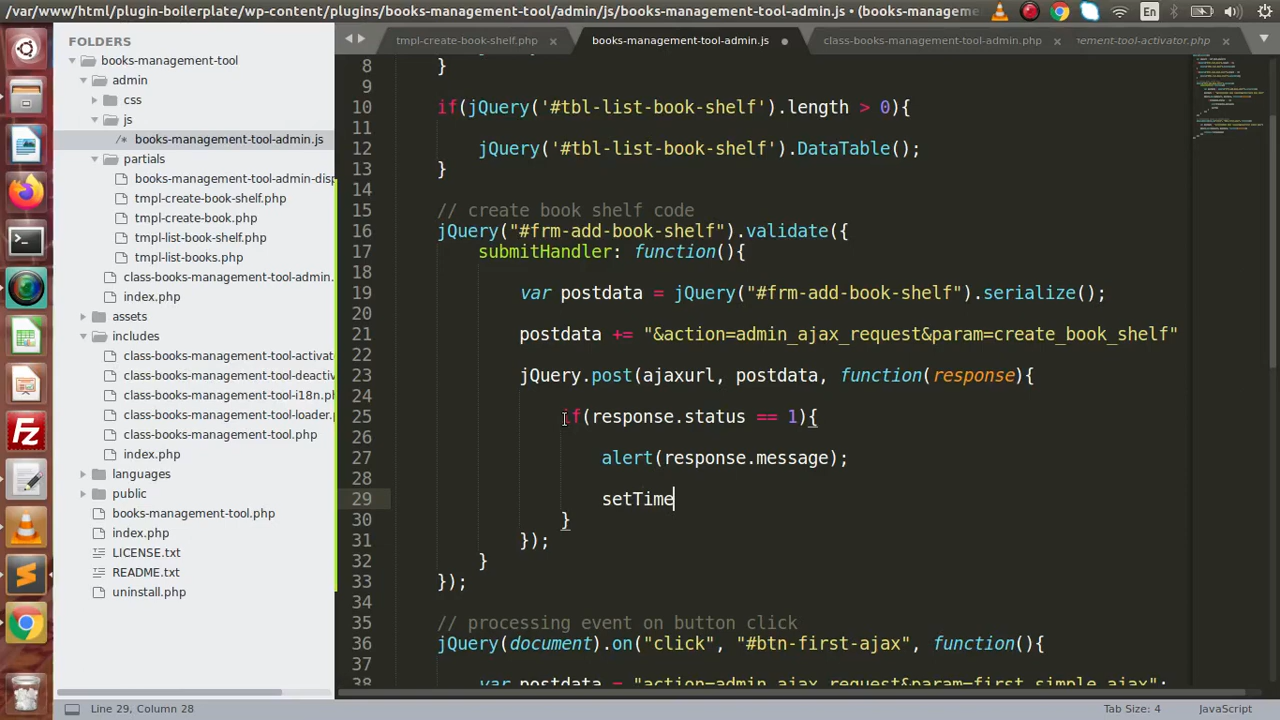 /var/www/html/plugin-boilerplate/wp-content/plugins/books-management-tool/admin/js/books-management-tool-admin.js • (books-manageme
En
FOLDERS
books-management-tool
admin
css
js
/* books-management-tool-admin.js
partials
books-management-tool-admin-disp
tmpl-create-book-shelf.php
tmpl-create-book.php
tmpl-list-book-shelf.php
tmpl-list-books.php
class-books-management-tool-admin.
index.php
assets
includes
class-books-management-tool-activat
class-books-management-tool-deactiv
class-books-management-tool-i18n.ph
class-books-management-tool-loader.p
class-books-management-tool.php
index.php
languages
public
books-management-tool.php
index.php
LICENSE.txt
README.txt
uninstall.php
tmpl-create-book-shelf.php
books-management-tool-admin.js
class-books-management-tool-admin.php
ement-tool-activator.php
8 }
9
10 if(jQuery('#tbl-list-book-shelf').length > 0){
11
12 jQuery('#tbl-list-book-shelf').DataTable();
13 }
14
15 // create book shelf code
16 jQuery("#frm-add-book-shelf").validate({
17 submitHandler: function(){
18
19 var postdata = jQuery("#frm-add-book-shelf").serialize();
20
21 postdata += "&action=admin_ajax_request&param=create_book_shelf"
22
23 jQuery.post(ajaxurl, postdata, function(response){
24
25 if(response.status == 1){
26
27 alert(response.message);
28
29 setTime
30 }
31 });
32 }
33 });
34
35 // processing event on button click
36 jQuery(document).on("click", "#btn-first-ajax", function(){
37
38 var postdata = "action=admin_ajax_request&param=first_simple_ajax";
Line 29, Column 28
Tab Size: 4
JavaScript